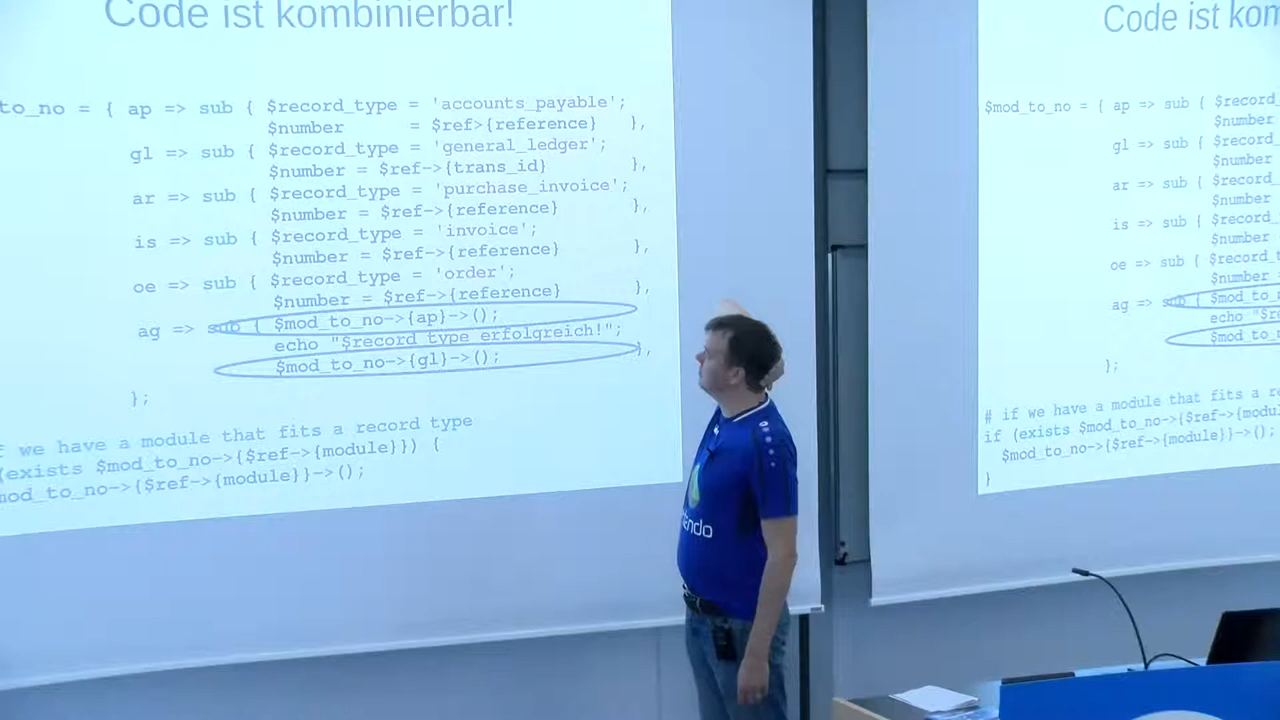 Code ist kombinierbar!
to_no = { ap => sub { $record_type = 'accounts_payable';
$number = $ref>{reference} },
gl => sub { $record_type = 'general_ledger';
$number = $ref->{trans_id} },
ar => sub { $record_type = 'purchase_invoice';
$number = $ref->{reference} },
is => sub { $record_type = 'invoice';
$number = $ref->{reference} },
oe => sub { $record_type = 'order';
$number = $ref->{reference} },
ag => sub { $mod_to_no->{ap}->();
echo "$record type erfolgreich!";
$mod_to_no->{gl}->(); },
};
f we have a module that fits a record type
(exists $mod_to_no->{$ref->{module}}) {
mod_to_no->{$ref->{module}}->();
Code ist kom
$mod_to_no = { ap => sub { $record_
$number
gl => sub { $record_
$number
ar => sub { $record_
$number
is => sub { $record_
$number
oe => sub { $record_
$number
ag => sub { $mod_to_
echo "$re
$mod_to_no
};
# if we have a module that fits a re
if (exists $mod_to_no->{$ref->{modul
$mod_to_no->{$ref->{module}}->();
}